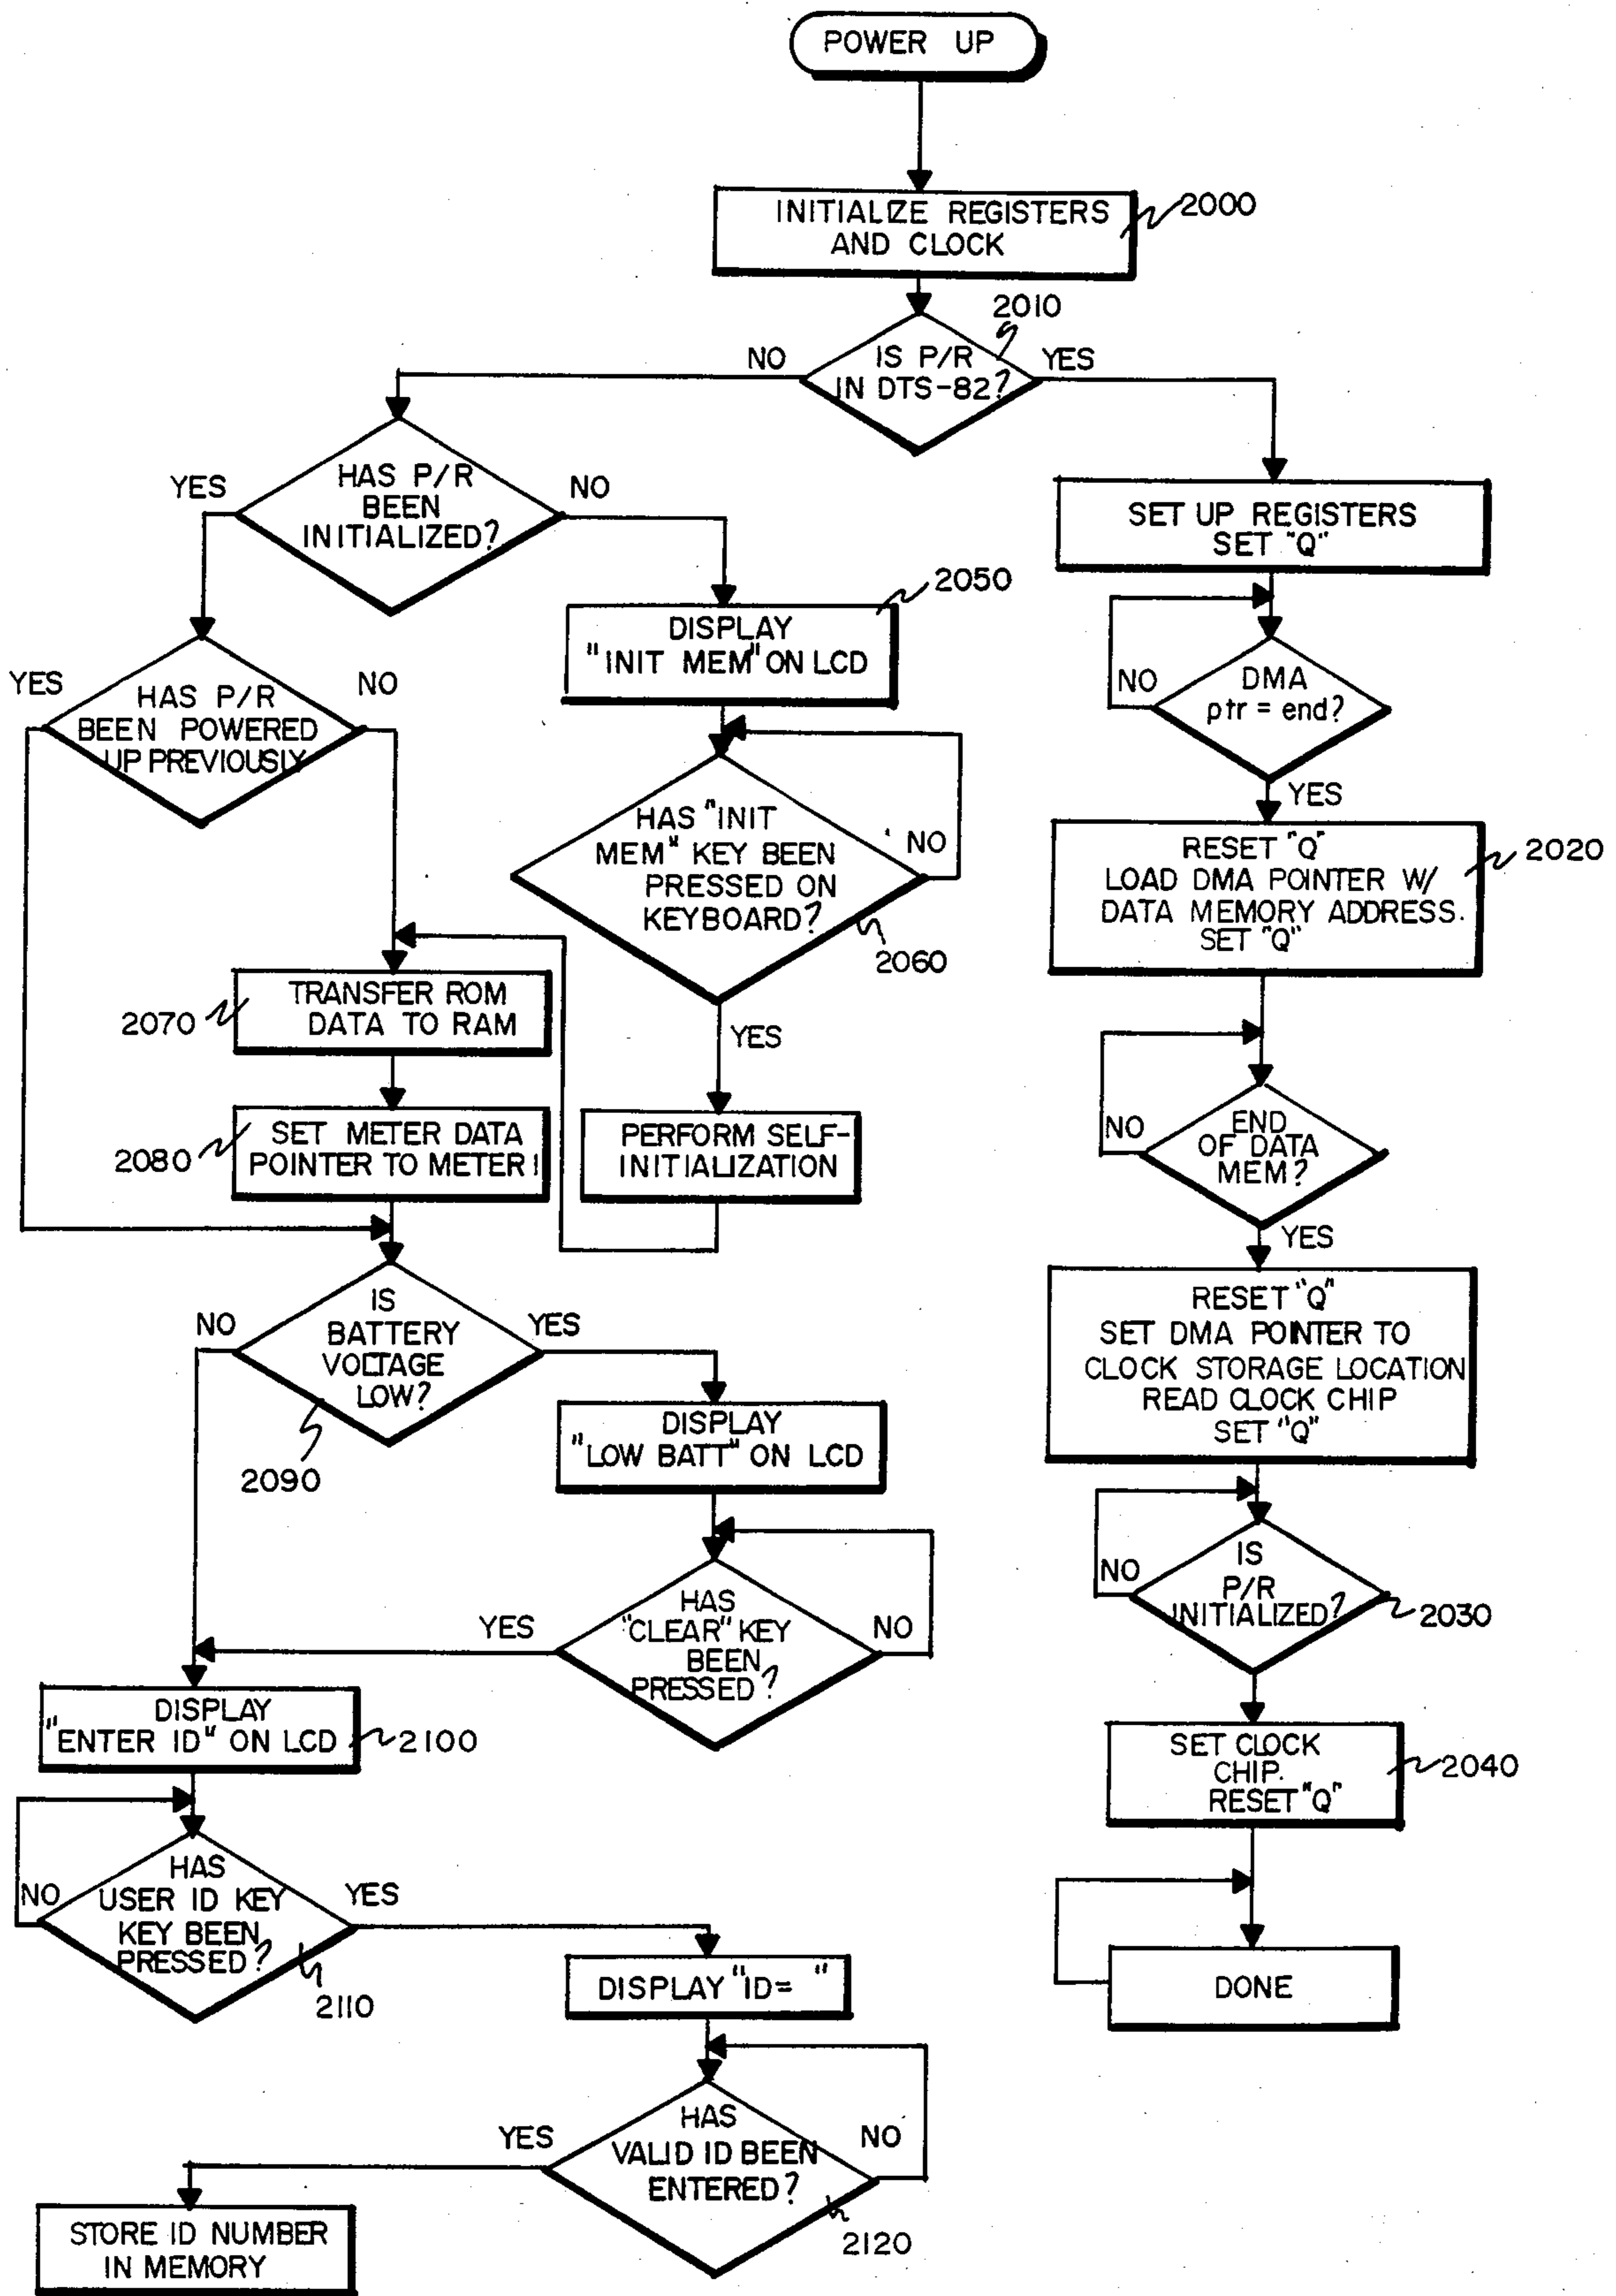 POWER UP
INITIALIZE REGISTERS
AND CLOCK
2000
2010
NO
IS P/R
IN DTS-82?
YES
YES
HAS P/R
BEEN
INITIALIZED?
NO
SET UP REGISTERS
SET "Q"
2050
DISPLAY
"INIT MEM" ON LCD
YES
HAS P/R
BEEN POWERED
UP PREVIOUSLY
NO
NO
DMA
ptr = end?
YES
HAS "INIT
MEM" KEY BEEN
PRESSED ON
KEYBOARD?
NO
2060
RESET "Q"
LOAD DMA POINTER W/
DATA MEMORY ADDRESS.
SET "Q"
2020
2070
TRANSFER ROM
DATA TO RAM
YES
2080
SET METER DATA
POINTER TO METER 1
PERFORM SELF-
INITIALIZATION
NO
END
OF DATA
MEM?
YES
NO
IS
BATTERY
VOLTAGE
LOW?
YES
2090
RESET "Q"
SET DMA POINTER TO
CLOCK STORAGE LOCATION
READ CLOCK CHIP
SET "Q"
DISPLAY
"LOW BATT" ON LCD
NO
IS
P/R
INITIALIZED?
2030
YES
HAS
"CLEAR" KEY
BEEN
PRESSED?
NO
DISPLAY
"ENTER ID" ON LCD
2100
SET CLOCK
CHIP.
RESET "Q"
2040
NO
HAS
USER ID KEY
KEY BEEN
PRESSED?
YES
2110
DISPLAY "ID= "
DONE
YES
HAS
VALID ID BEEN
ENTERED?
NO
2120
STORE ID NUMBER
IN MEMORY